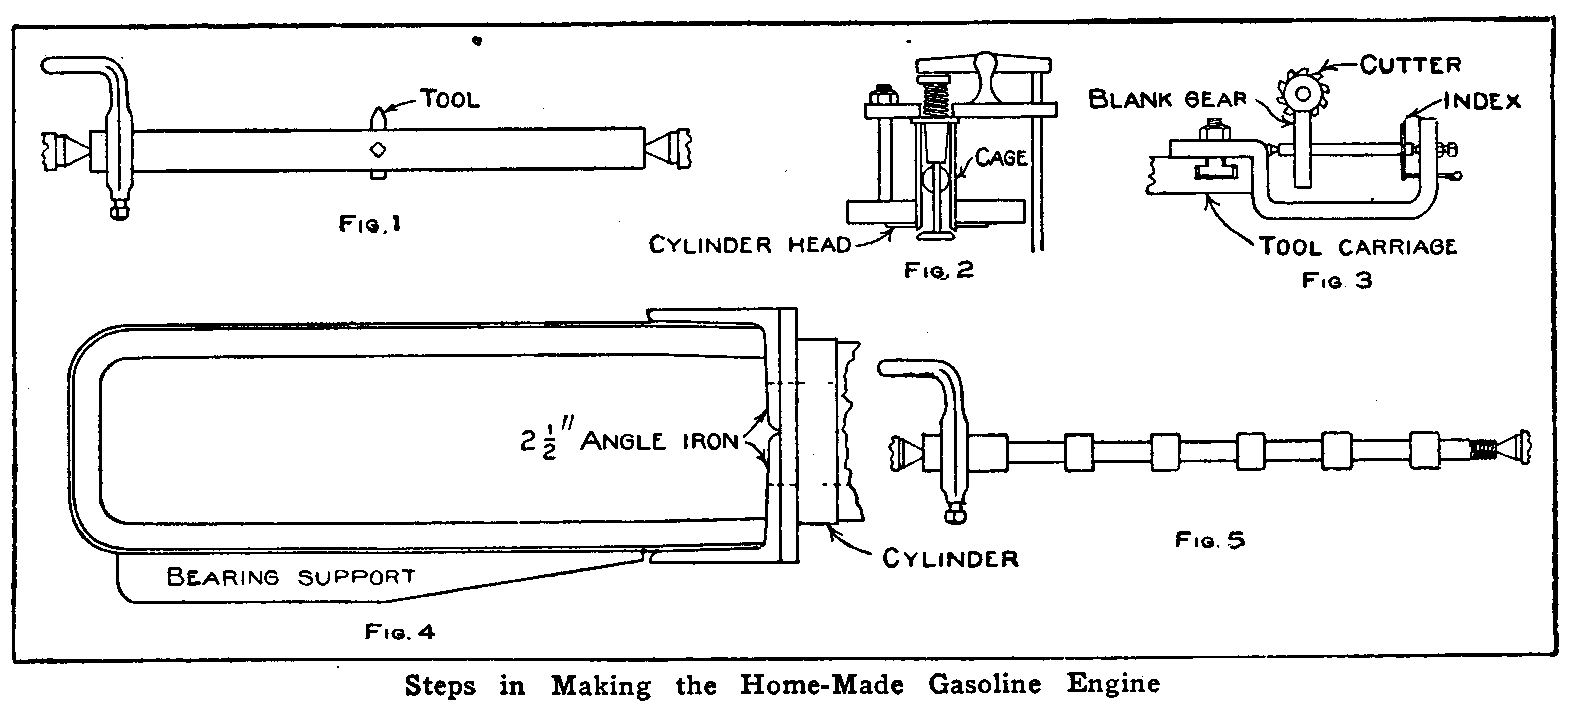 TOOL
FIG. 1
CAGE
CYLINDER HEAD
FIG. 2
CUTTER
BLANK GEAR
INDEX
TOOL CARRIAGE
FIG 3
2 1/2" ANGLE IRON
CYLINDER
BEARING SUPPORT
FIG. 4
FIG. 5
Steps in Making the Home-Made Gasoline Engine